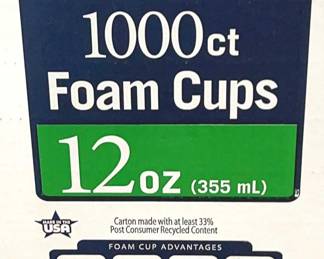 1000ct
Foam Cups
12oz (355 mL)
MADE IN THE
USA
Carton made with at least 33%
Post Consumer Recycled Content
FOAM CUP ADVANTAGES